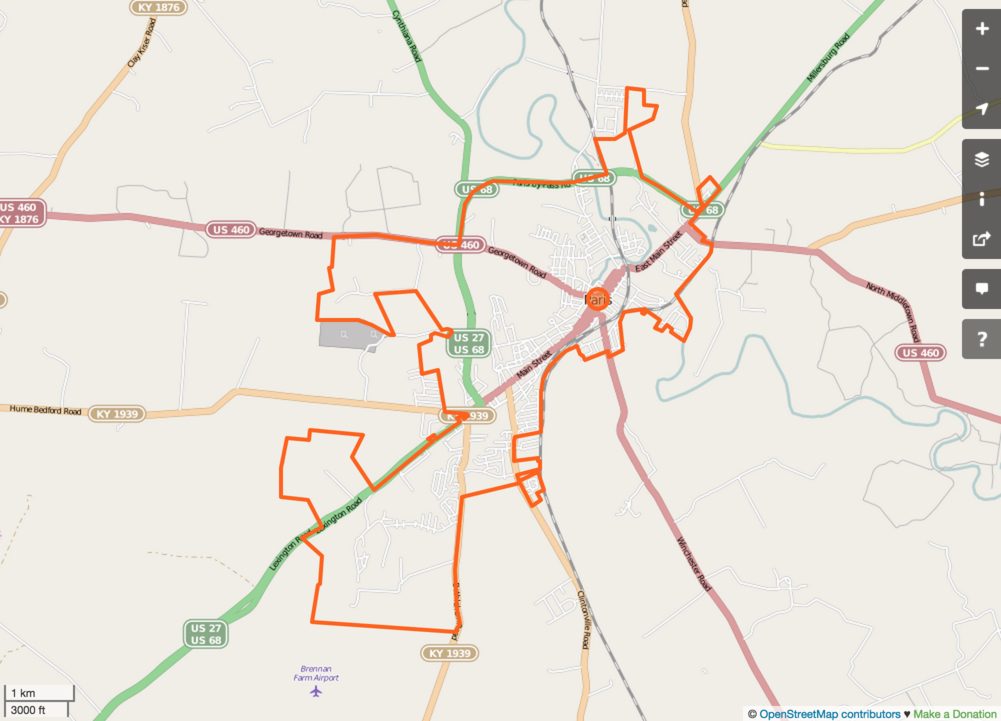 KY 1876
Clay Kiser Road
Cynthiana Road
Millersburg Road
+
−
US 68
US 68
US 68
US 460
KY 1876
US 460
Georgetown Road
US 460
Georgetown Road
East Main Street
i
North Middletown Road
Paris
US 27
US 68
Main Street
?
US 460
Hume Bedford Road
KY 1939
1939
Lexington Road
Lexington Road
Winchester Road
Clintonville Road
US 27
US 68
KY 1939
Brennan
Farm Airport
1 km
3000 ft
© OpenStreetMap contributors ♥ Make a Donation